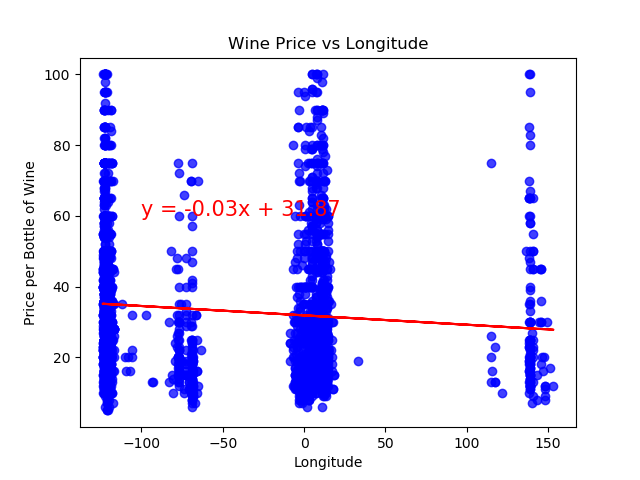 Wine Price vs Longitude
Price per Bottle of Wine
100
80
60
40
20
y = -0.03x + 31.87
−100
−50
0
50
100
150
Longitude